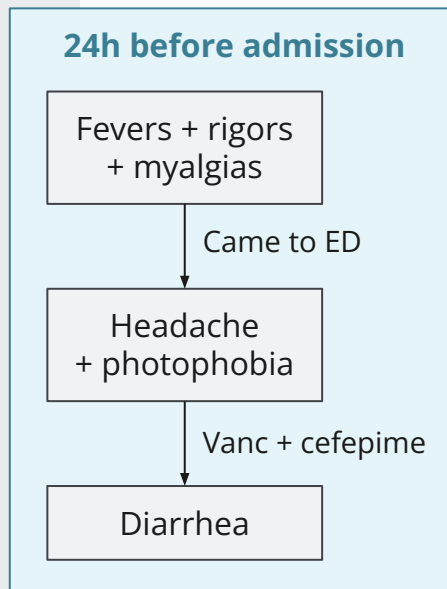 24h before admission
Fevers + rigors
+ myalgias
Came to ED
Headache
+ photophobia
Vanc + cefepime
Diarrhea